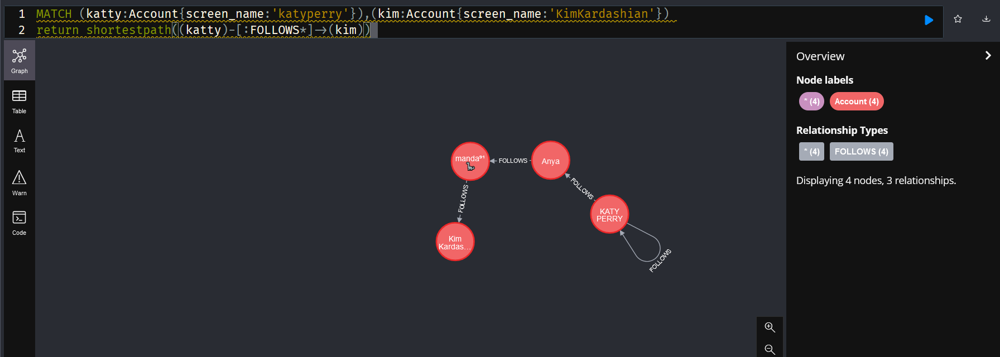 1 MATCH (katty:Account{screen_name:'katyperry'}),(kim:Account{screen_name:'KimKardashian'})
2 return shortestpath((katty)-[:FOLLOWS*]->(kim))
Graph
Table
Text
Warn
Code
manda⁹¹
FOLLOWS
Anya
FOLLOWS
FOLLOWS
KATY
PERRY
Kim
Kardas...
FOLLOWS
Overview
Node labels
* (4) Account (4)
Relationship Types
* (4) FOLLOWS (4)
Displaying 4 nodes, 3 relationships.